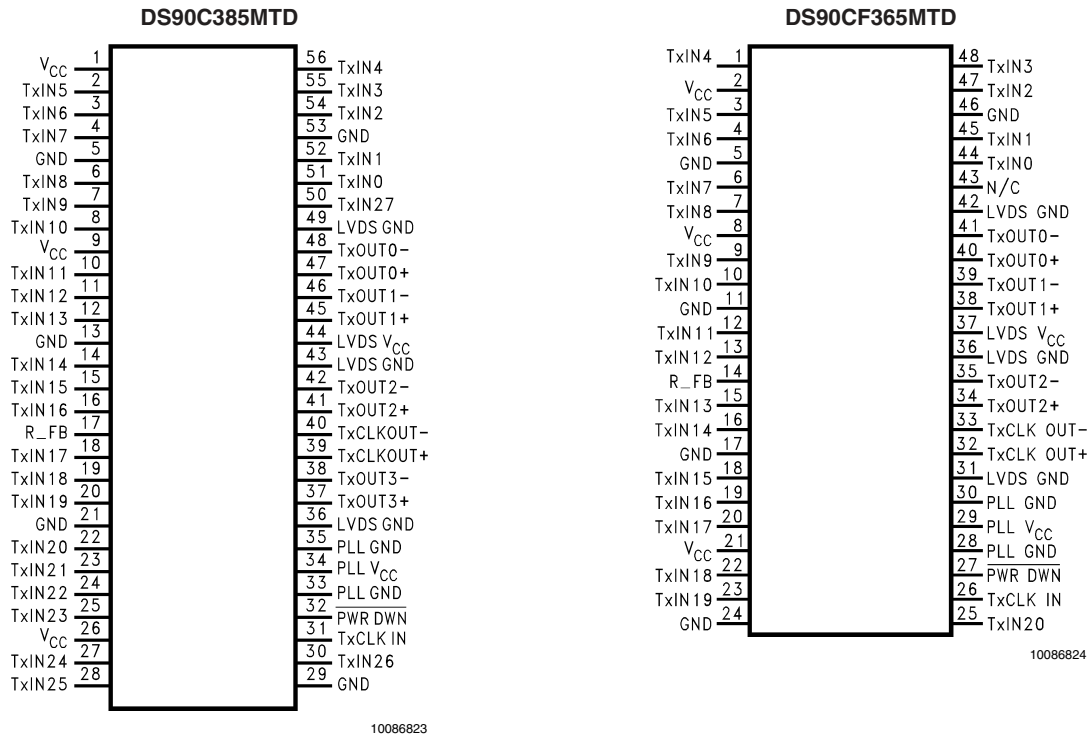 DS90C385MTD
1 VCC
2 TxIN5
3 TxIN6
4 TxIN7
5 GND
6 TxIN8
7 TxIN9
8 TxIN10
9 VCC
10 TxIN11
11 TxIN12
12 TxIN13
13 GND
14 TxIN14
15 TxIN15
16 TxIN16
17 R_FB
18 TxIN17
19 TxIN18
20 TxIN19
21 GND
22 TxIN20
23 TxIN21
24 TxIN22
25 TxIN23
26 VCC
27 TxIN24
28 TxIN25
56 TxIN4
55 TxIN3
54 TxIN2
53 GND
52 TxIN1
51 TxIN0
50 TxIN27
49 LVDS GND
48 TxOUT0-
47 TxOUT0+
46 TxOUT1-
45 TxOUT1+
44 LVDS VCC
43 LVDS GND
42 TxOUT2-
41 TxOUT2+
40 TxCLKOUT-
39 TxCLKOUT+
38 TxOUT3-
37 TxOUT3+
36 LVDS GND
35 PLL GND
34 PLL VCC
33 PLL GND
32 PWR DWN
31 TxCLK IN
30 TxIN26
29 GND
10086823
DS90CF365MTD
TxIN4 1
VCC 2
TxIN5 3
TxIN6 4
GND 5
TxIN7 6
TxIN8 7
VCC 8
TxIN9 9
TxIN10 10
GND 11
TxIN11 12
TxIN12 13
R_FB 14
TxIN13 15
TxIN14 16
GND 17
TxIN15 18
TxIN16 19
TxIN17 20
VCC 21
TxIN18 22
TxIN19 23
GND 24
48 TxIN3
47 TxIN2
46 GND
45 TxIN1
44 TxIN0
43 N/C
42 LVDS GND
41 TxOUT0-
40 TxOUT0+
39 TxOUT1-
38 TxOUT1+
37 LVDS VCC
36 LVDS GND
35 TxOUT2-
34 TxOUT2+
33 TxCLK OUT-
32 TxCLK OUT+
31 LVDS GND
30 PLL GND
29 PLL VCC
28 PLL GND
27 PWR DWN
26 TxCLK IN
25 TxIN20
10086824